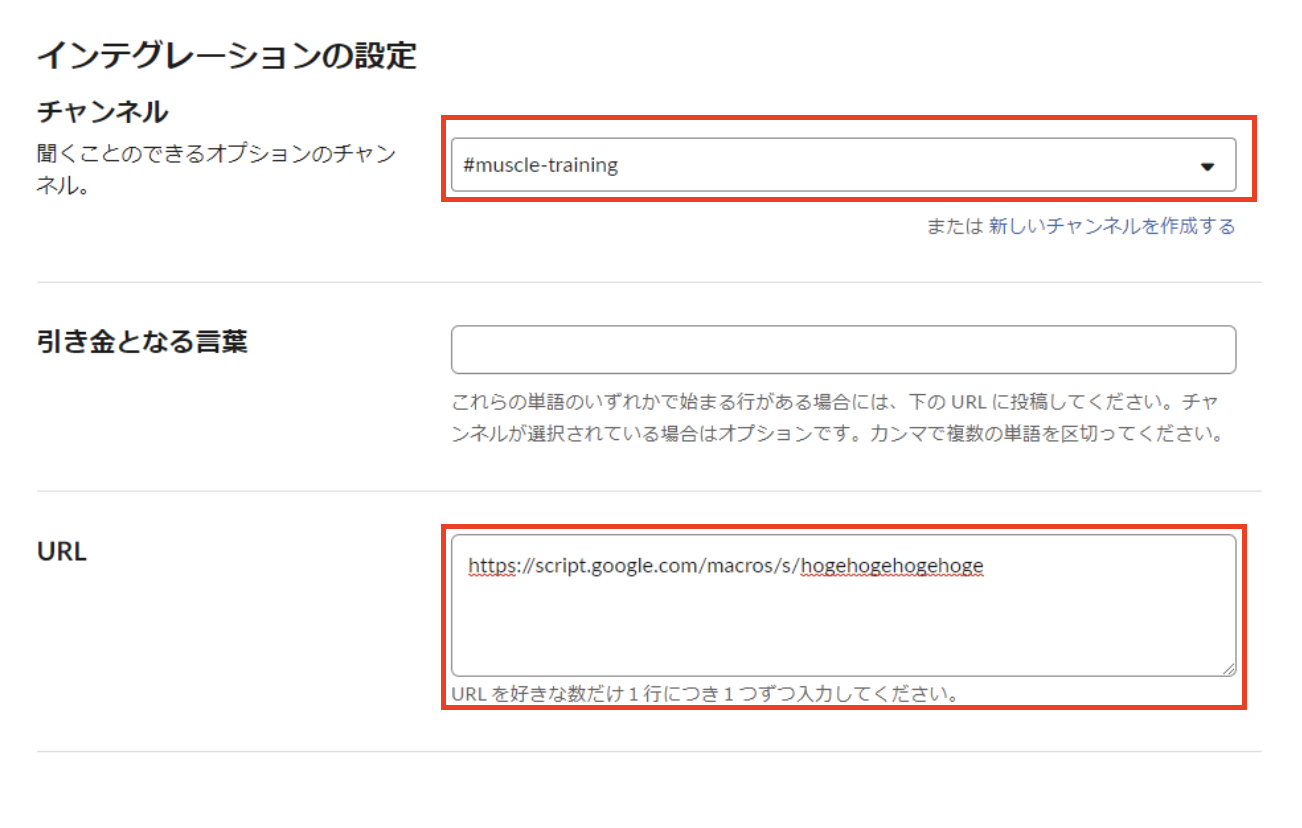 インテグレーションの設定
チャンネル
聞くことのできるオプションのチャン
ネル。
#muscle-training
または 新しいチャンネルを作成する
引き金となる言葉
これらの単語のいずれかで始まる行がある場合には、下の URL に投稿してください。チャ
ンネルが選択されている場合はオプションです。カンマで複数の単語を区切ってください。
URL
https://script.google.com/macros/s/hogehogehogehoge
URL を好きな数だけ 1 行につき 1 つずつ入力してください。